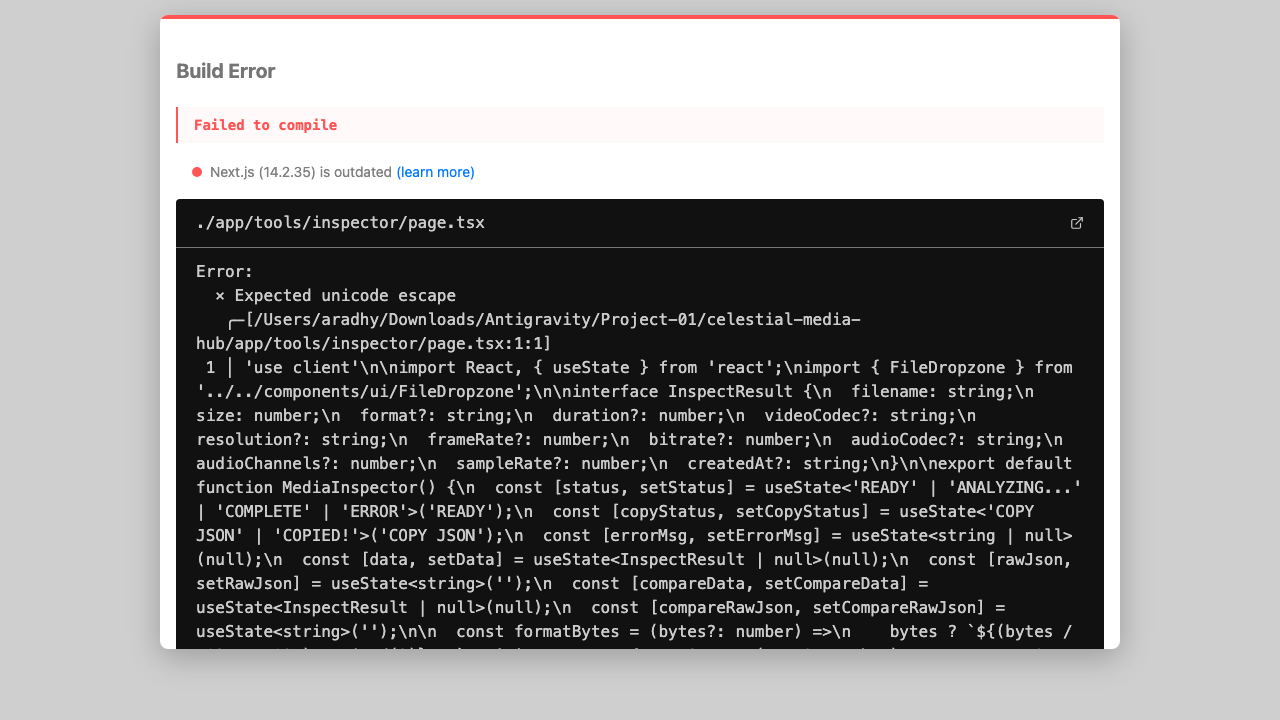 Build Error
Failed to compile
Next.js (14.2.35) is outdated (learn more)
./app/tools/inspector/page.tsx
Error:
  × Expected unicode escape
   ╭─[/Users/aradhy/Downloads/Antigravity/Project-01/celestial-media-
hub/app/tools/inspector/page.tsx:1:1]
 1 │ 'use client'\n\nimport React, { useState } from 'react';\nimport { FileDropzone } from
'../../components/ui/FileDropzone';\n\ninterface InspectResult {\n  filename: string;\n
size: number;\n  format?: string;\n  duration?: number;\n  videoCodec?: string;\n
resolution?: string;\n  frameRate?: number;\n  bitrate?: number;\n  audioCodec?: string;\n
audioChannels?: number;\n  sampleRate?: number;\n  createdAt?: string;\n}\n\nexport default
function MediaInspector() {\n  const [status, setStatus] = useState<'READY' | 'ANALYZING...'
| 'COMPLETE' | 'ERROR'>('READY');\n  const [copyStatus, setCopyStatus] = useState<'COPY
JSON' | 'COPIED!'>('COPY JSON');\n  const [errorMsg, setErrorMsg] = useState<string | null>
(null);\n  const [data, setData] = useState<InspectResult | null>(null);\n  const [rawJson,
setRawJson] = useState<string>('');\n  const [compareData, setCompareData] =
useState<InspectResult | null>(null);\n  const [compareRawJson, setCompareRawJson] =
useState<string>('');\n\n  const formatBytes = (bytes?: number) =>\n    bytes ? `${(bytes /